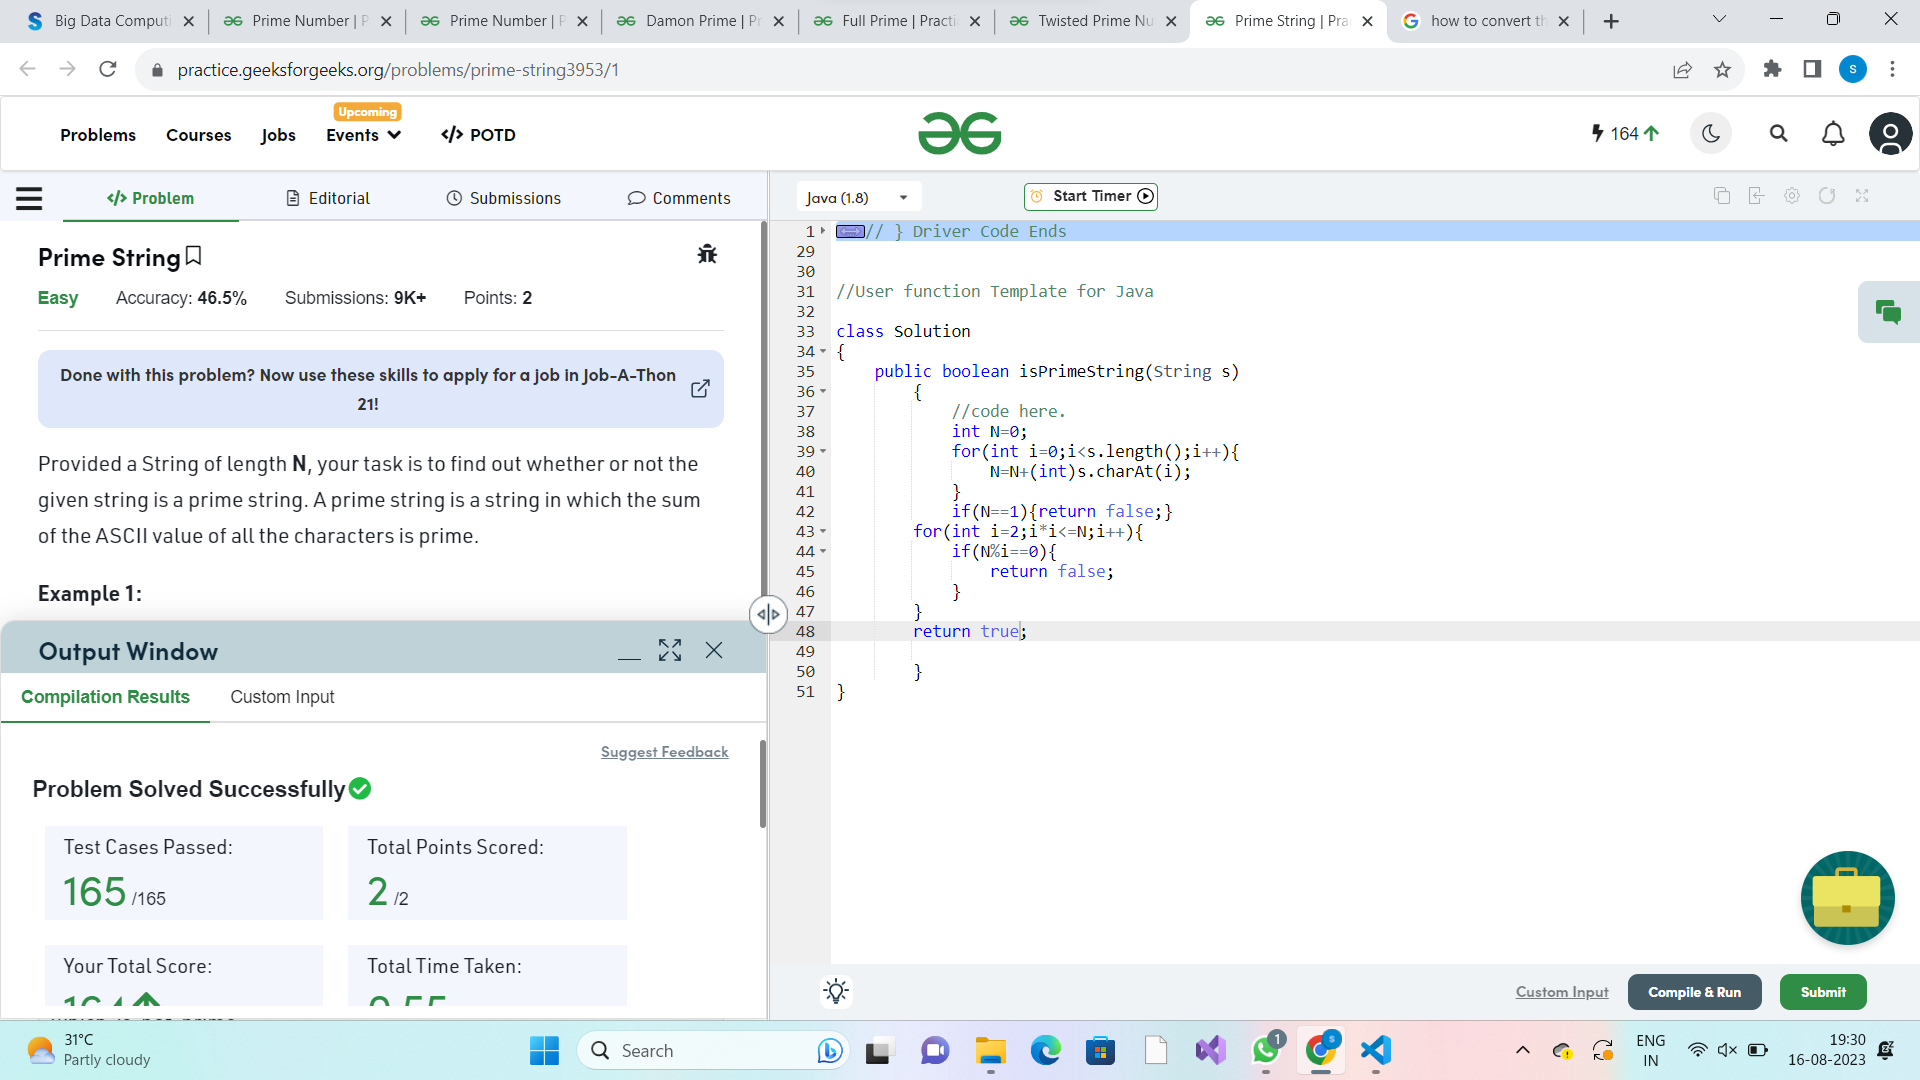 Big Data Computi
Prime Number | P
Prime Number | P
Damon Prime | Pr
Full Prime | Practi
Twisted Prime Nu
Prime String | Pra
how to convert th
practice.geeksforgeeks.org/problems/prime-string3953/1
S
Problems
Courses
Jobs
Upcoming
Events
</> POTD
164
</> Problem
Editorial
Submissions
Comments
Java (1.8)
Start Timer
Prime String
Easy
Accuracy: 46.5%
Submissions: 9K+
Points: 2
Done with this problem? Now use these skills to apply for a job in Job-A-Thon
21!
Provided a String of length N, your task is to find out whether or not the
given string is a prime string. A prime string is a string in which the sum
of the ASCII value of all the characters is prime.
Example 1:
Output Window
Compilation Results
Custom Input
Suggest Feedback
Problem Solved Successfully
Test Cases Passed:
165 /165
Total Points Scored:
2 /2
Your Total Score:
164
Total Time Taken:
0.55
which is not prime
1 // } Driver Code Ends
29
30
31 //User function Template for Java
32
33 class Solution
34 {
35 public boolean isPrimeString(String s)
36 {
37 //code here.
38 int N=0;
39 for(int i=0;i<s.length();i++){
40 N=N+(int)s.charAt(i);
41 }
42 if(N==1){return false;}
43 for(int i=2;i*i<=N;i++){
44 if(N%i==0){
45 return false;
46 }
47 }
48 return true;
49
50 }
51 }
Custom Input
Compile & Run
Submit
31°C
Partly cloudy
Search
1
S
ENG
IN
19:30
16-08-2023